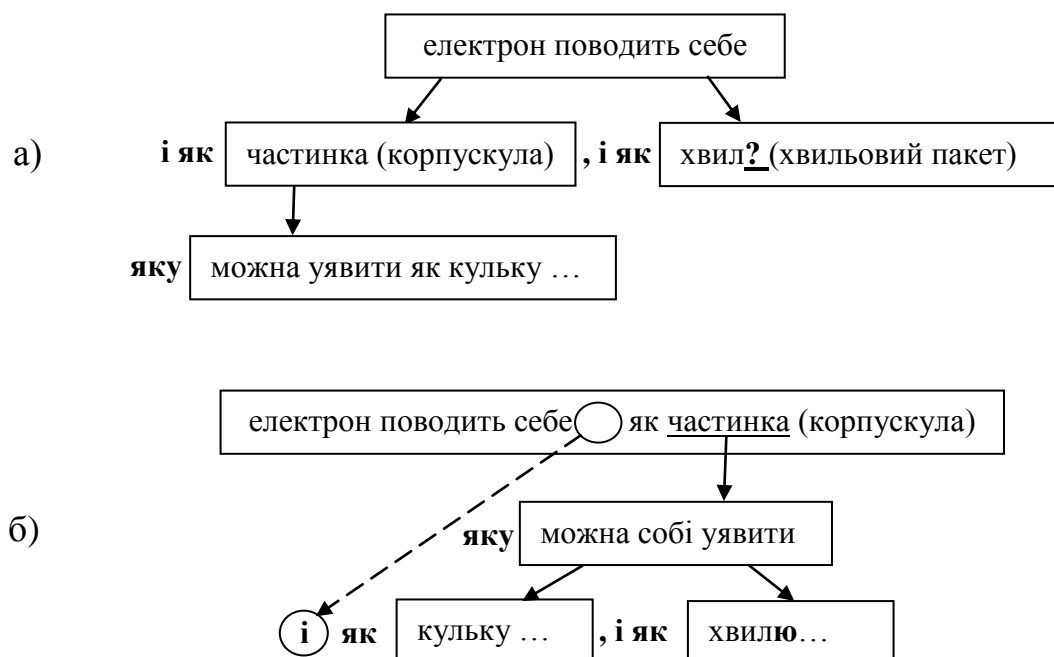 електрон поводить себе
а) і як частинка (корпускула) , і як хвил? (хвильовий пакет)
яку можна уявити як кульку …
електрон поводить себе як частинка (корпускула)
б) яку можна собі уявити
і як кульку … , і як хвилю…